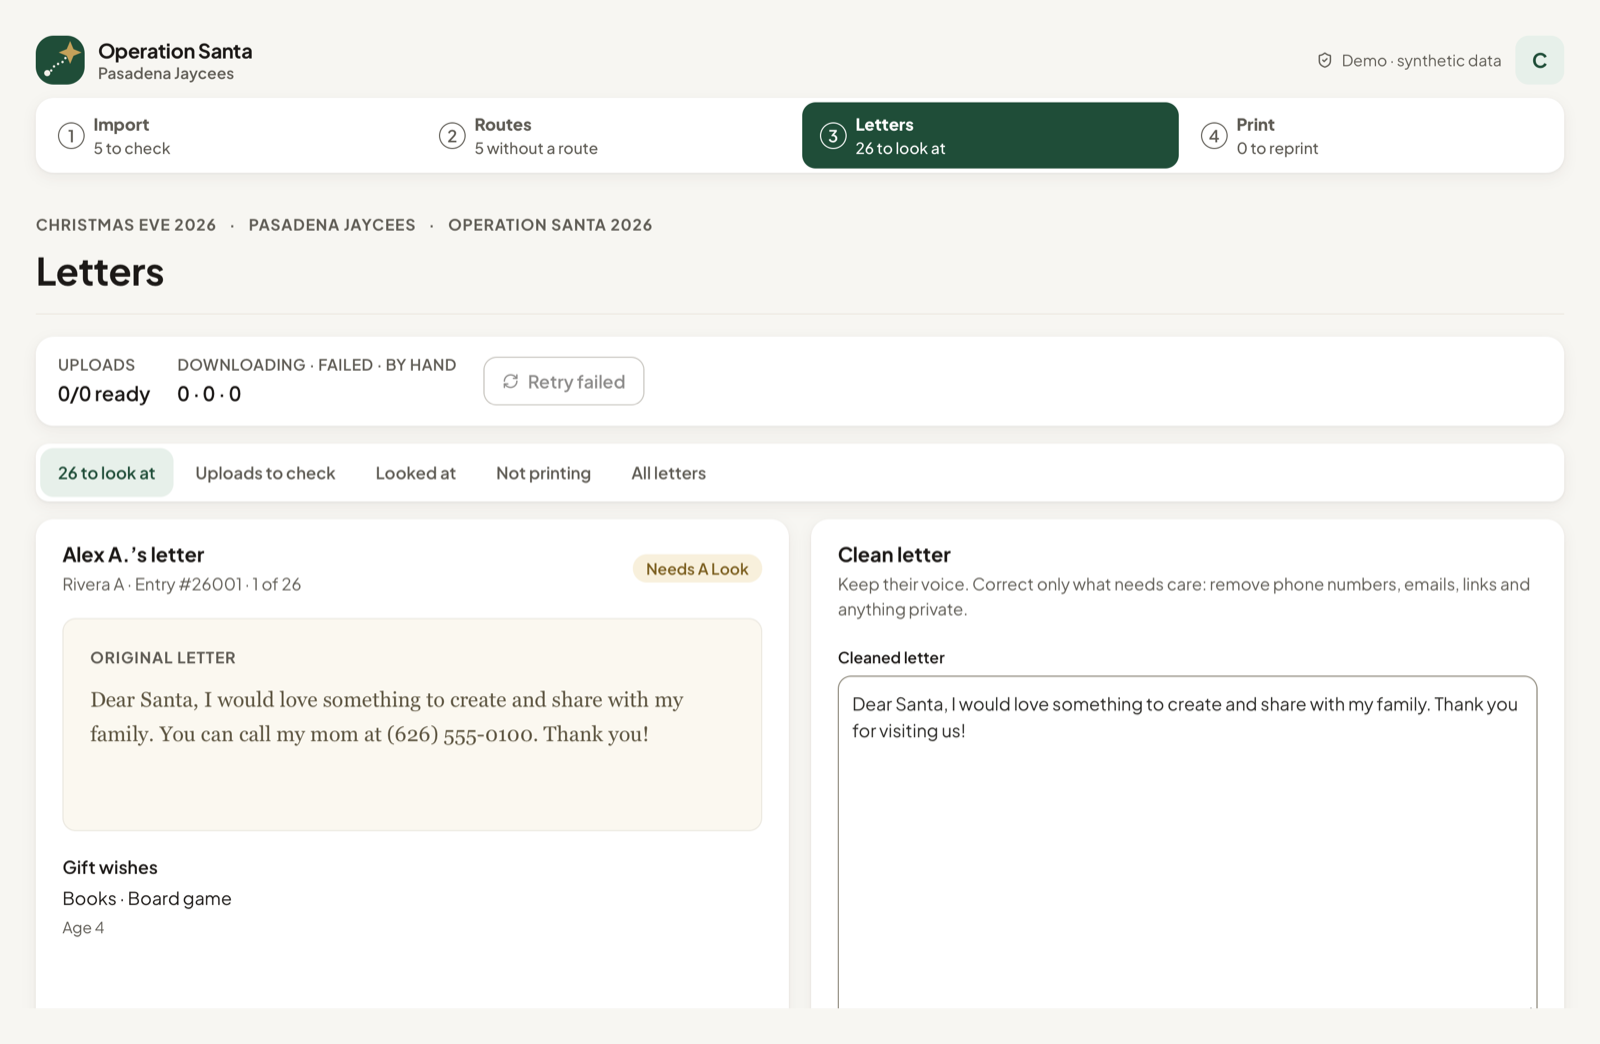 Operation Santa
Pasadena Jaycees
Demo · synthetic data
C
1
Import
5 to check
2
Routes
5 without a route
3
Letters
26 to look at
4
Print
0 to reprint
CHRISTMAS EVE 2026 · PASADENA JAYCEES · OPERATION SANTA 2026
Letters
UPLOADS
0/0 ready
DOWNLOADING · FAILED · BY HAND
0 · 0 · 0
Retry failed
26 to look at
Uploads to check
Looked at
Not printing
All letters
Alex A.’s letter
Rivera A · Entry #26001 · 1 of 26
Needs A Look
ORIGINAL LETTER
Dear Santa, I would love something to create and share with my
family. You can call my mom at (626) 555-0100. Thank you!
Gift wishes
Books · Board game
Age 4
Clean letter
Keep their voice. Correct only what needs care: remove phone numbers, emails, links and
anything private.
Cleaned letter
Dear Santa, I would love something to create and share with my family. Thank you
for visiting us!